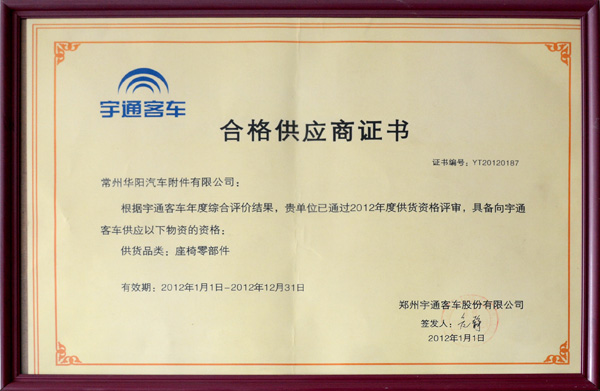 宇通客车
合格供应商证书
证书编号：YT20120187
常州华阳汽车附件有限公司：
根据宇通客车年度综合评价结果，贵单位已通过2012年度供货资格评审，具备向宇通
客车供应以下物资的资格：
供货品类：座椅零部件
有效期：2012年1月1日-2012年12月31日
郑州宇通客车股份有限公司
签发人：
2012年1月1日